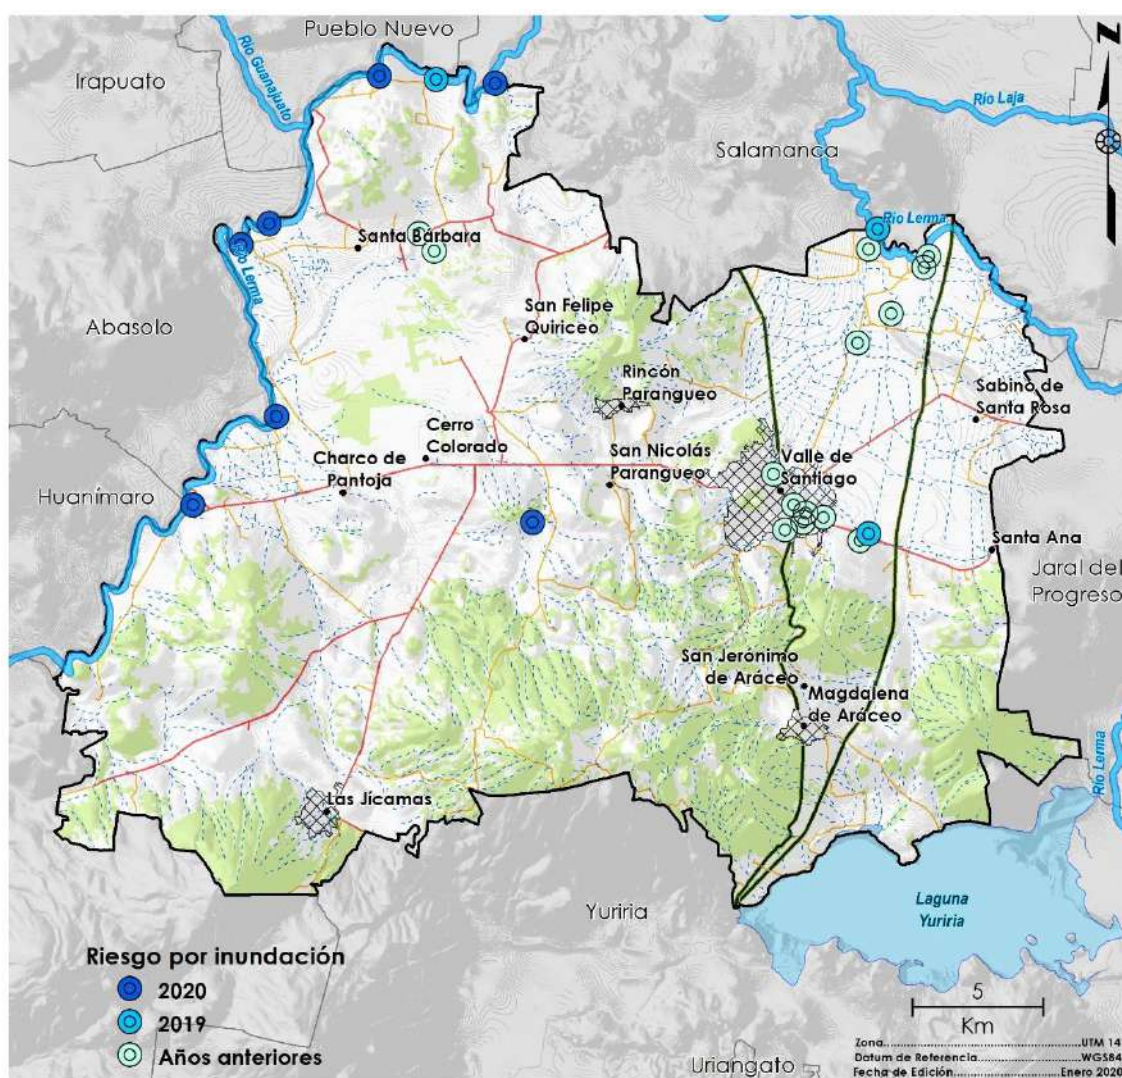 Pueblo Nuevo
Irapuato
Río Guanajuato
Río Laja
Salamanca
Río Lerma
Santa Bárbara
Río Lerma
Abasolo
San Felipe
Quiriceo
Rincón
Parangueo
Sabino de
Santa Rosa
Cerro
Colorado
Charco de
Pantoja
San Nicolás
Parangueo
Valle de
Santiago
Huanímaro
Santa Ana
Jaral del
Progreso
San Jerónimo
de Aráceo
Magdalena
de Aráceo
Río Lerma
Las Jícamas
Yuriria
Laguna
Yuriria
Riesgo por inundación
2020
2019
Años anteriores
5
Km
Zona.....................................UTM 14
Datum de Referencia....................WGS84
Fecha de Edición...................Enero 2020
Uriangato
N